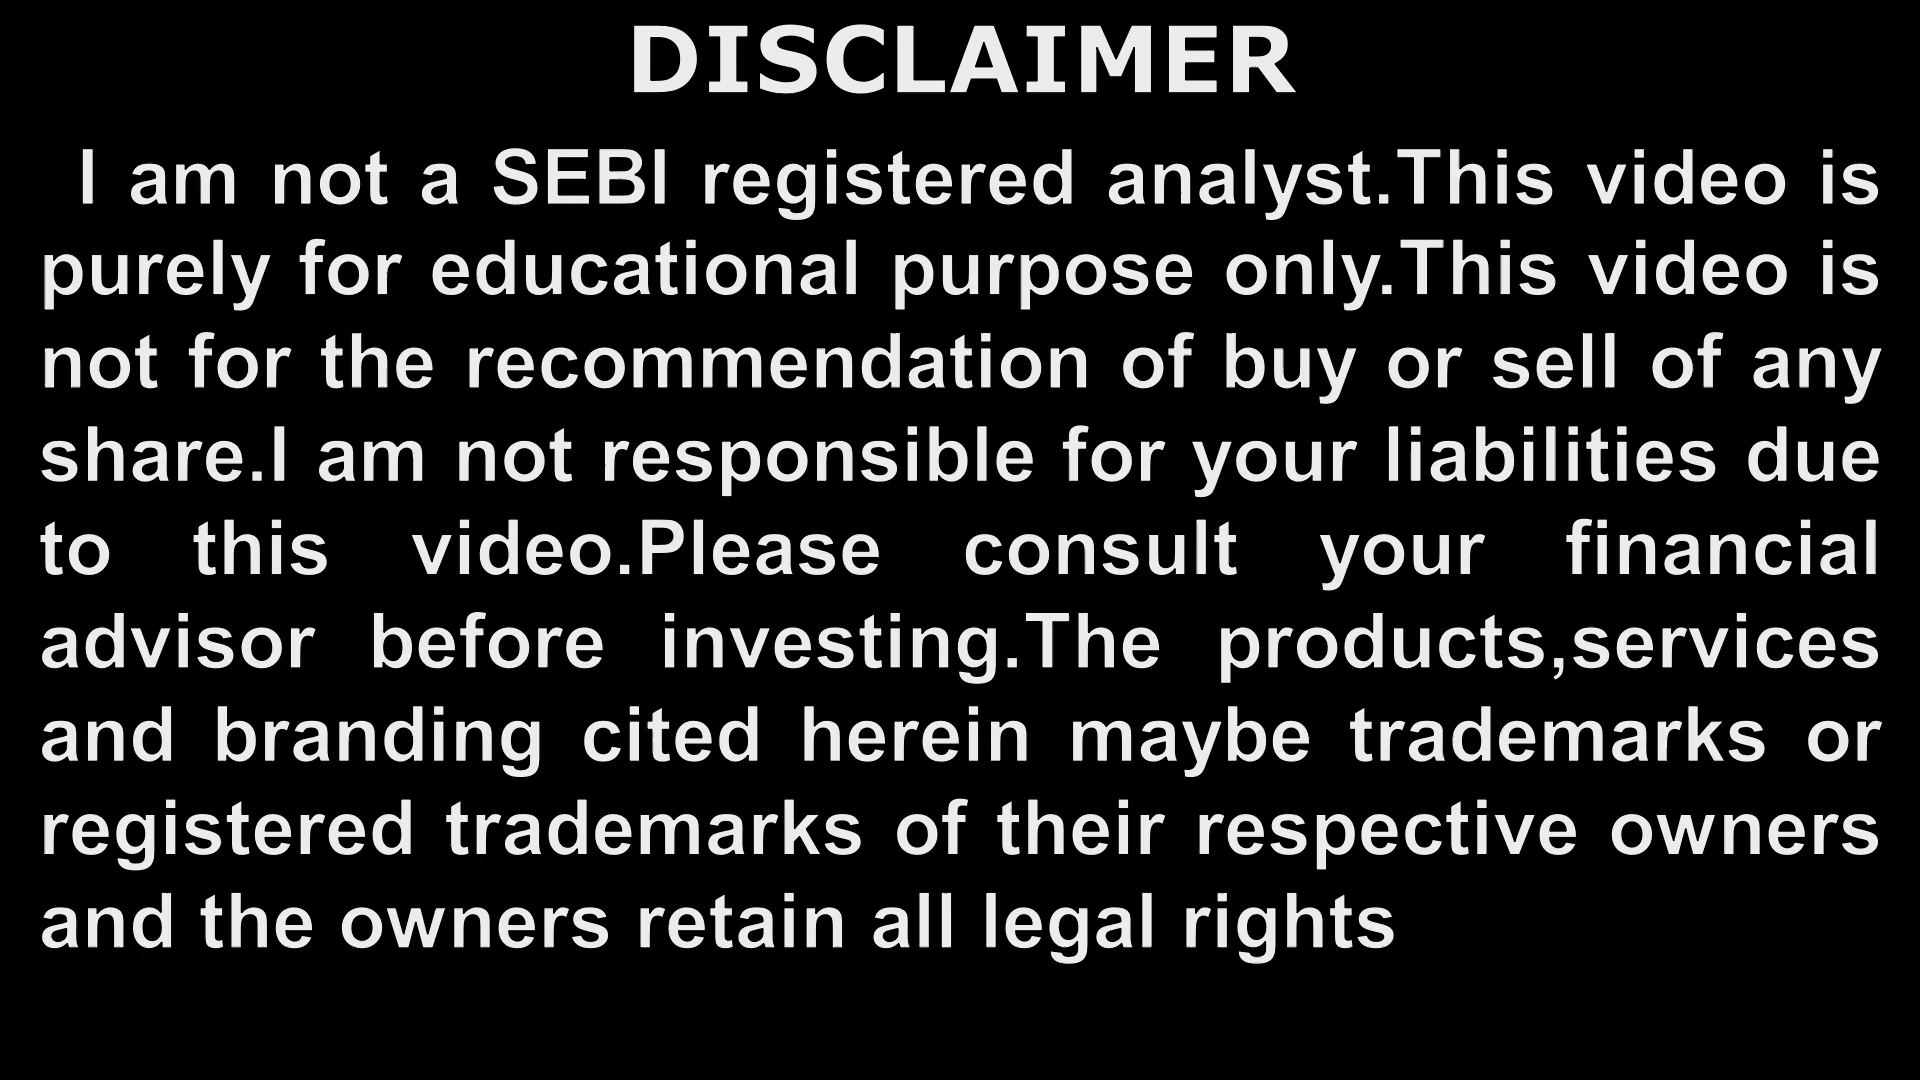 DISCLAIMER
I am not a SEBI registered analyst.This video is
purely for educational purpose only.This video is
not for the recommendation of buy or sell of any
share.I am not responsible for your liabilities due
to this video.Please consult your financial
advisor before investing.The products,services
and branding cited herein maybe trademarks or
registered trademarks of their respective owners
and the owners retain all legal rights